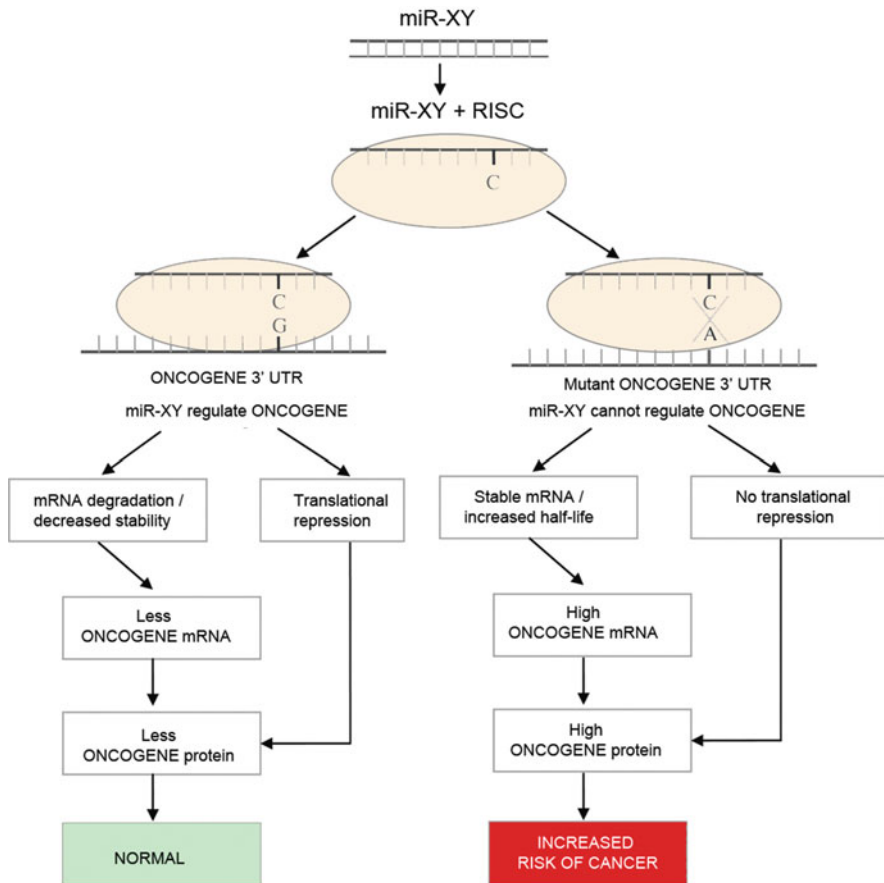 miR-XY
miR-XY + RISC
C
C
G
ONCOGENE 3' UTR
miR-XY regulate ONCOGENE
C
A
Mutant ONCOGENE 3' UTR
miR-XY cannot regulate ONCOGENE
mRNA degradation /
decreased stability
Translational
repression
Stable mRNA /
increased half-life
No translational
repression
Less
ONCOGENE mRNA
High
ONCOGENE mRNA
Less
ONCOGENE protein
High
ONCOGENE protein
NORMAL
INCREASED
RISK OF CANCER